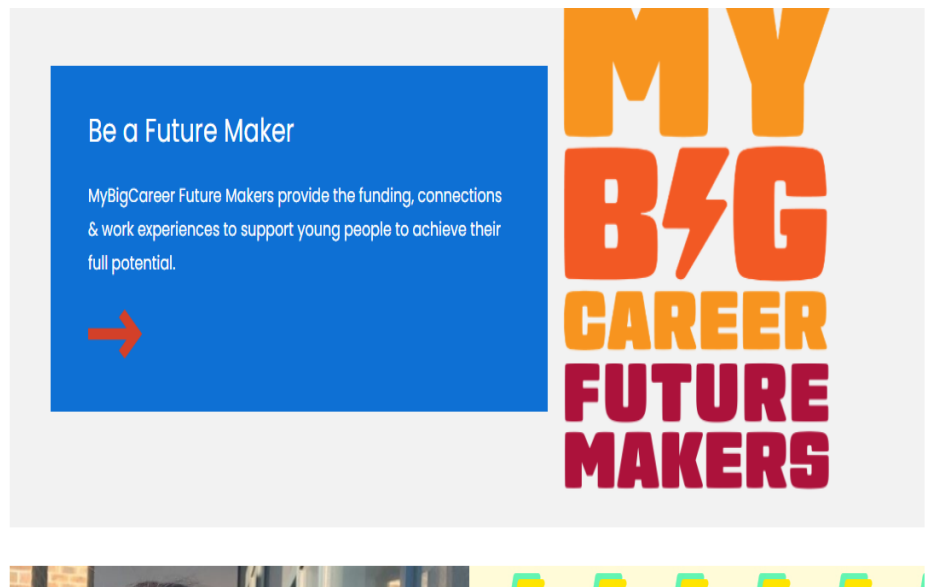 Be a Future Maker
MyBigCareer Future Makers provide the funding, connections
& work experiences to support young people to achieve their
full potential.
MY
BIG
CAREER
FUTURE
MAKERS